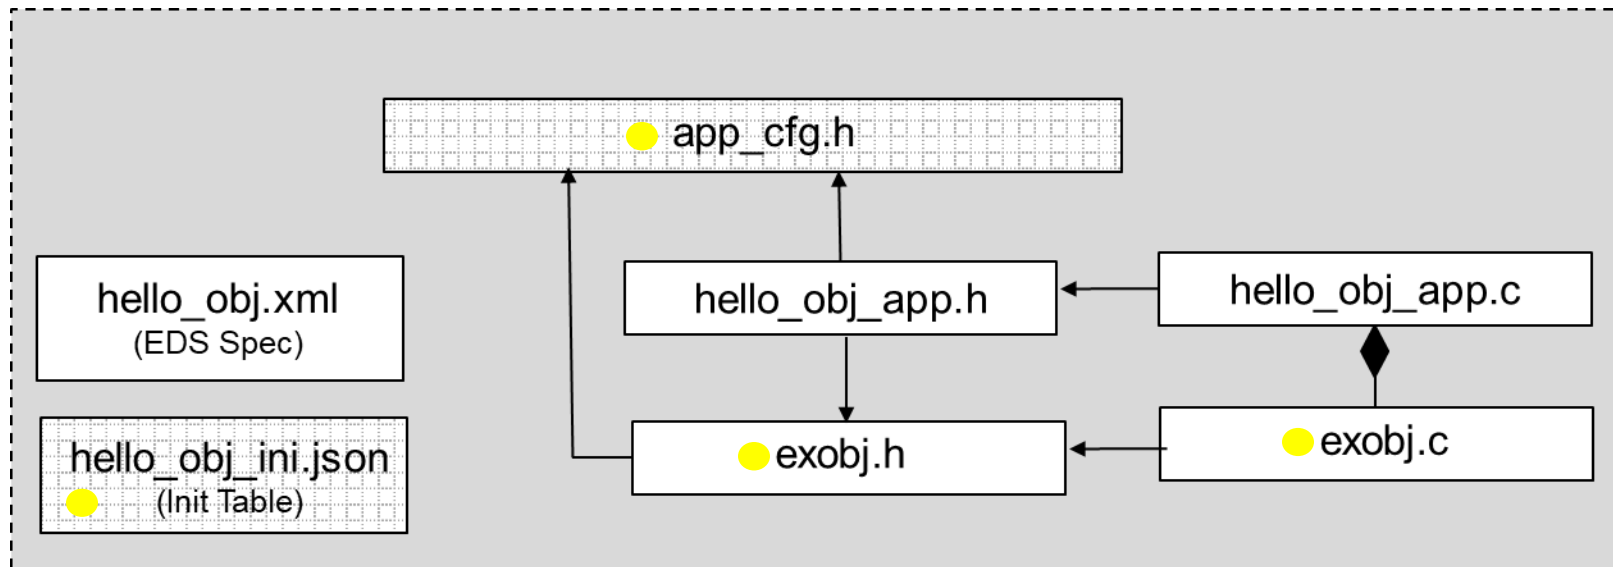 app_cfg.h
hello_obj.xml
(EDS Spec)
hello_obj_app.h
hello_obj_app.c
hello_obj_ini.json
(Init Table)
exobj.h
exobj.c